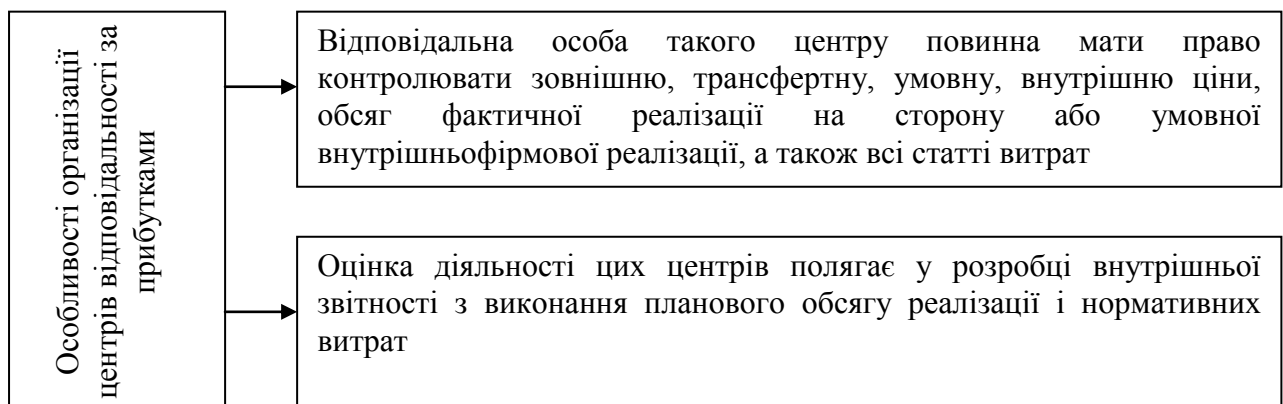 Особливості організації
центрів відповідальності за
прибутками
Відповідальна особа такого центру повинна мати право
контролювати зовнішню, трансфертну, умовну, внутрішню ціни,
обсяг фактичної реалізації на сторону або умовної
внутрішньофірмової реалізації, а також всі статті витрат
Оцінка діяльності цих центрів полягає у розробці внутрішньої
звітності з виконання планового обсягу реалізації і нормативних
витрат